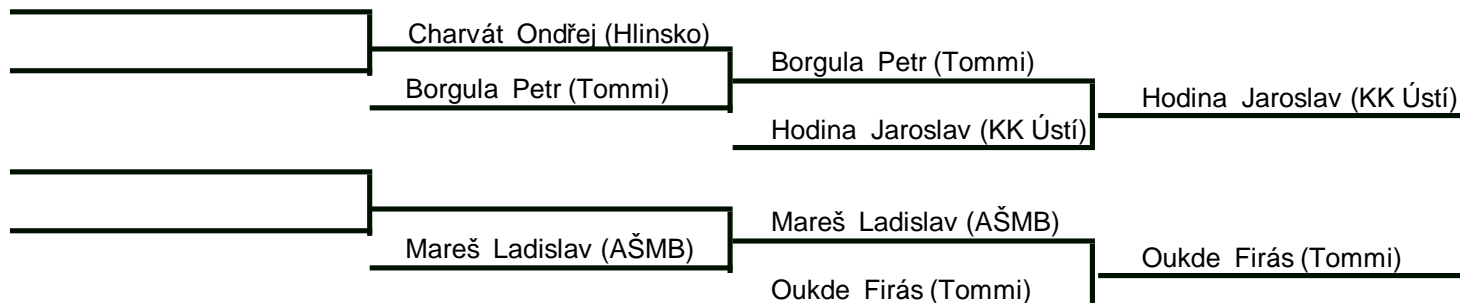 Charvát Ondřej (Hlinsko)
Borgula Petr (Tommi)
Borgula Petr (Tommi)
Hodina Jaroslav (KK Ústí)
Hodina Jaroslav (KK Ústí)
Mareš Ladislav (AŠMB)
Mareš Ladislav (AŠMB)
Oukde Firás (Tommi)
Oukde Firás (Tommi)